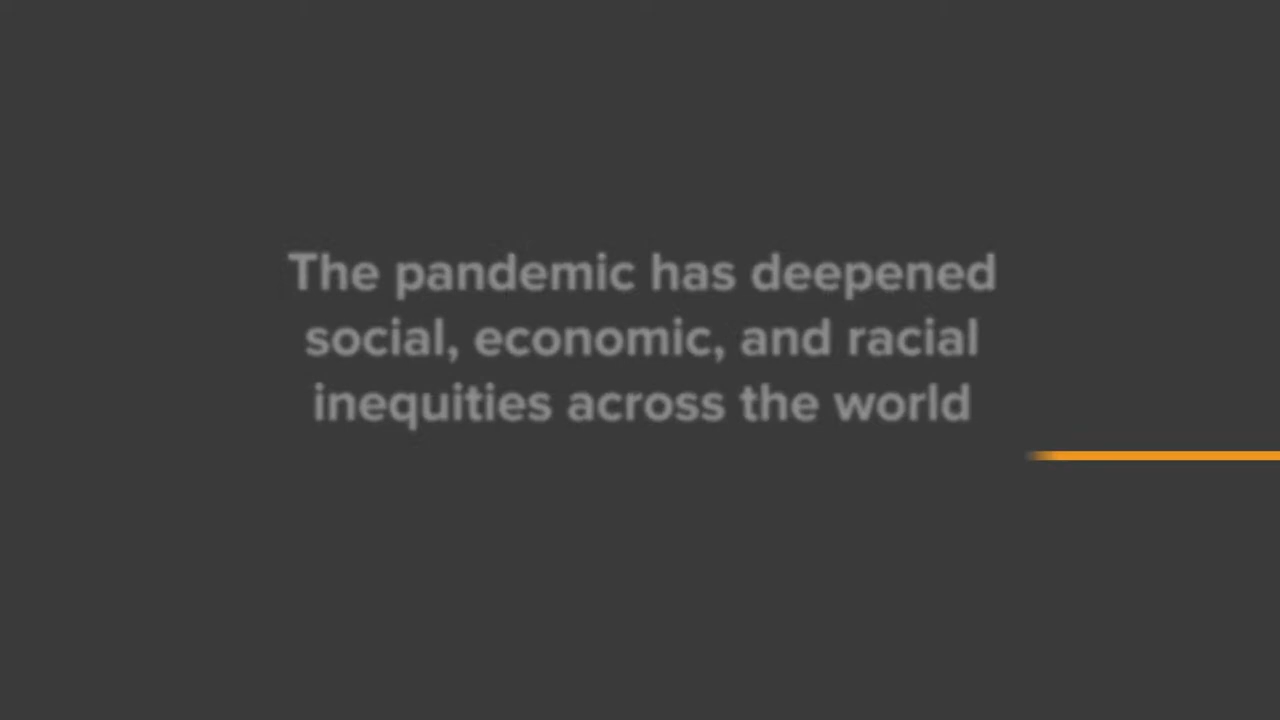 The pandemic has deepened
social, economic, and racial
inequities across the world